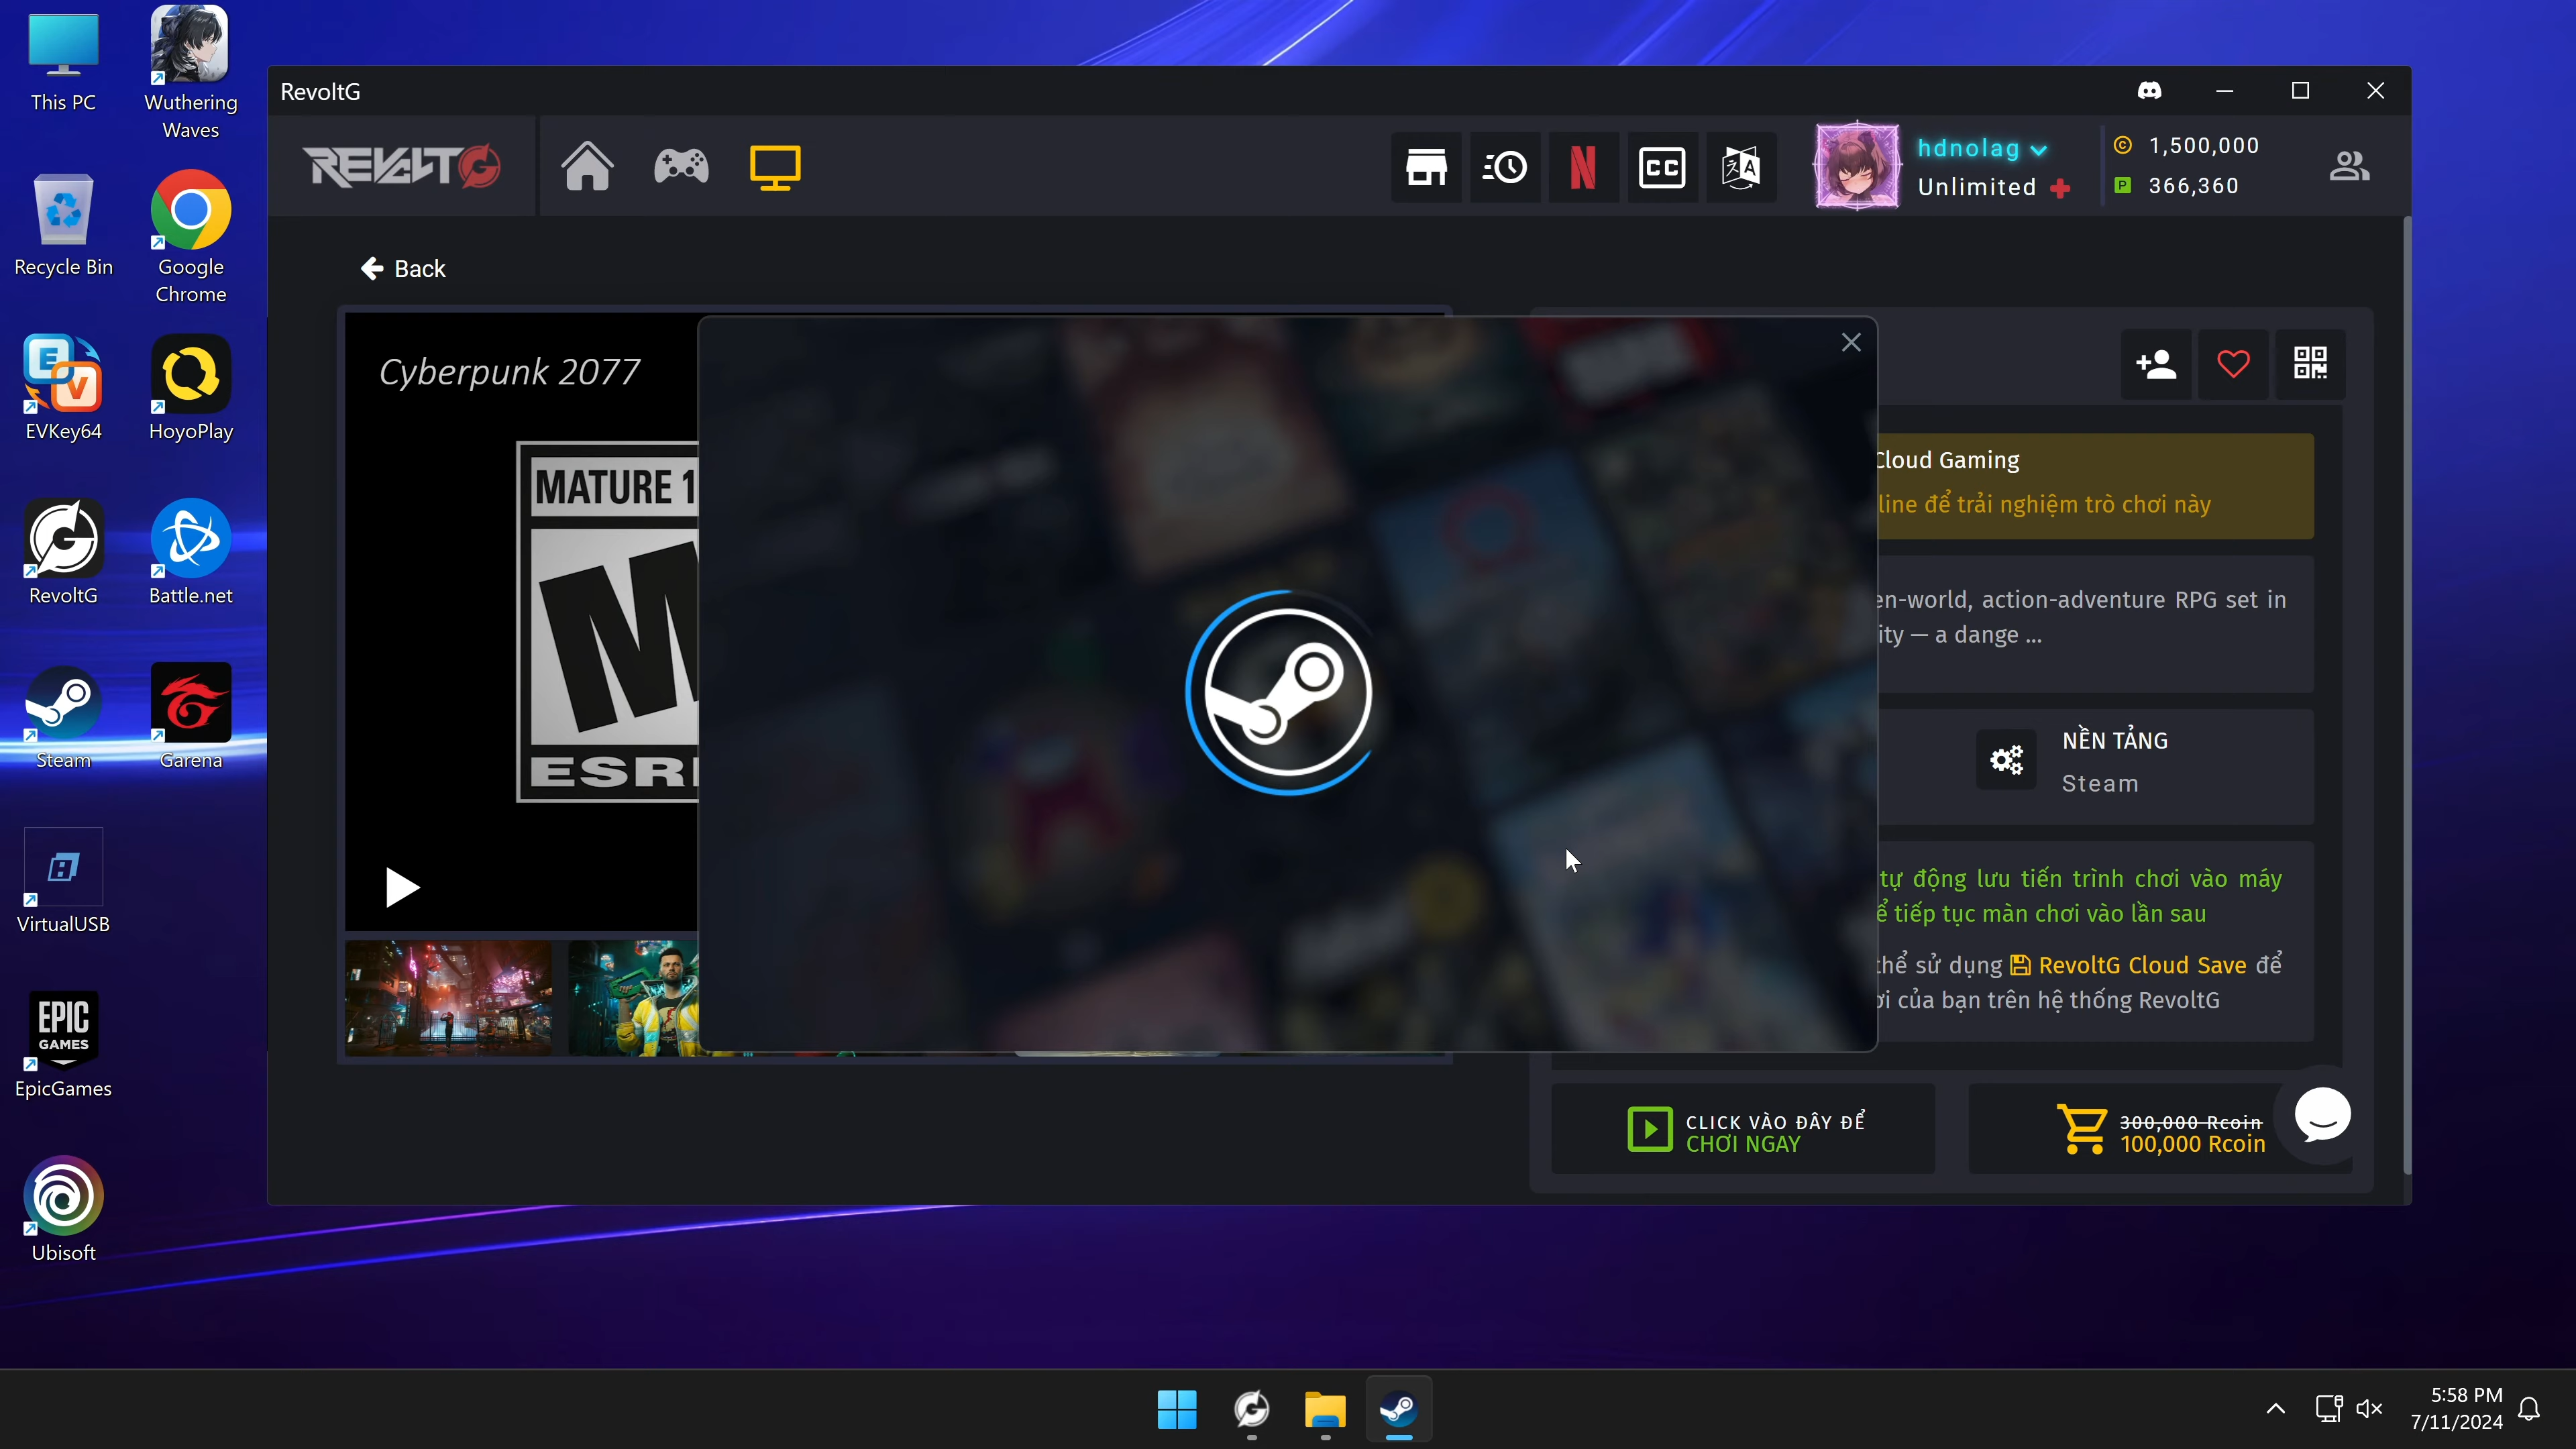 This PC
Wuthering
Waves
Recycle Bin
Google
Chrome
EVKey64
HoyoPlay
RevoltG
Battle.net
Steam
Garena
VirtualUSB
EPIC
GAMES
EpicGames
Ubisoft
RevoltG
REVOLTG
CC
hdnolag
Unlimited
1,500,000
366,360
Back
Cyberpunk 2077
MATURE 1
M
ESR
Cloud Gaming
line để trải nghiệm trò chơi này
en-world, action-adventure RPG set in
ity — a dange ...
NỀN TẢNG
Steam
tự động lưu tiến trình chơi vào máy
ể tiếp tục màn chơi vào lần sau
thể sử dụng RevoltG Cloud Save để
ơi của bạn trên hệ thống RevoltG
CLICK VÀO ĐÂY ĐỂ
CHƠI NGAY
300,000 Rcoin
100,000 Rcoin
5:58 PM
7/11/2024